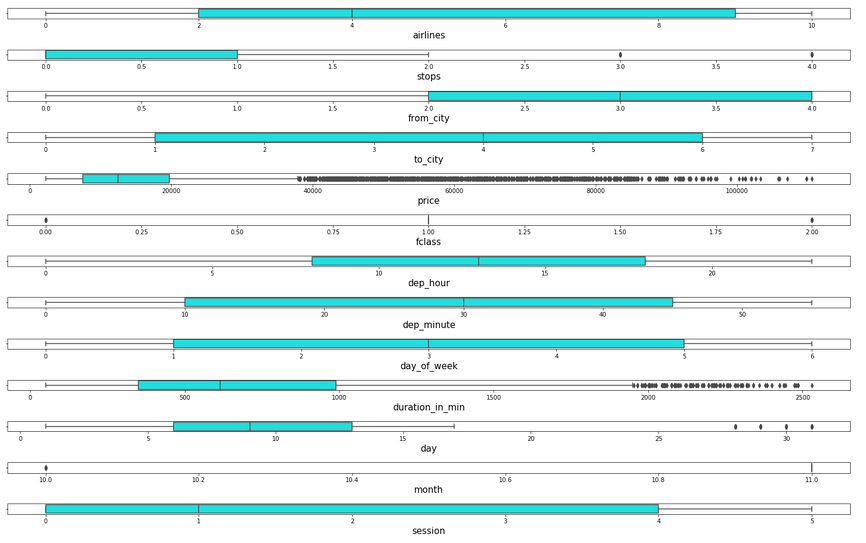 0 2 4 6 8 10
airlines
0.0 0.5 1.0 1.5 2.0 2.5 3.0 3.5 4.0
stops
0.0 0.5 1.0 1.5 2.0 2.5 3.0 3.5 4.0
from_city
0 1 2 3 4 5 6 7
to_city
0 20000 40000 60000 80000 100000
price
0.00 0.25 0.50 0.75 1.00 1.25 1.50 1.75 2.00
fclass
0 5 10 15 20
dep_hour
0 10 20 30 40 50
dep_minute
0 1 2 3 4 5 6
day_of_week
0 500 1000 1500 2000 2500
duration_in_min
0 5 10 15 20 25 30
day
10.0 10.2 10.4 10.6 10.8 11.0
month
0 1 2 3 4 5
session